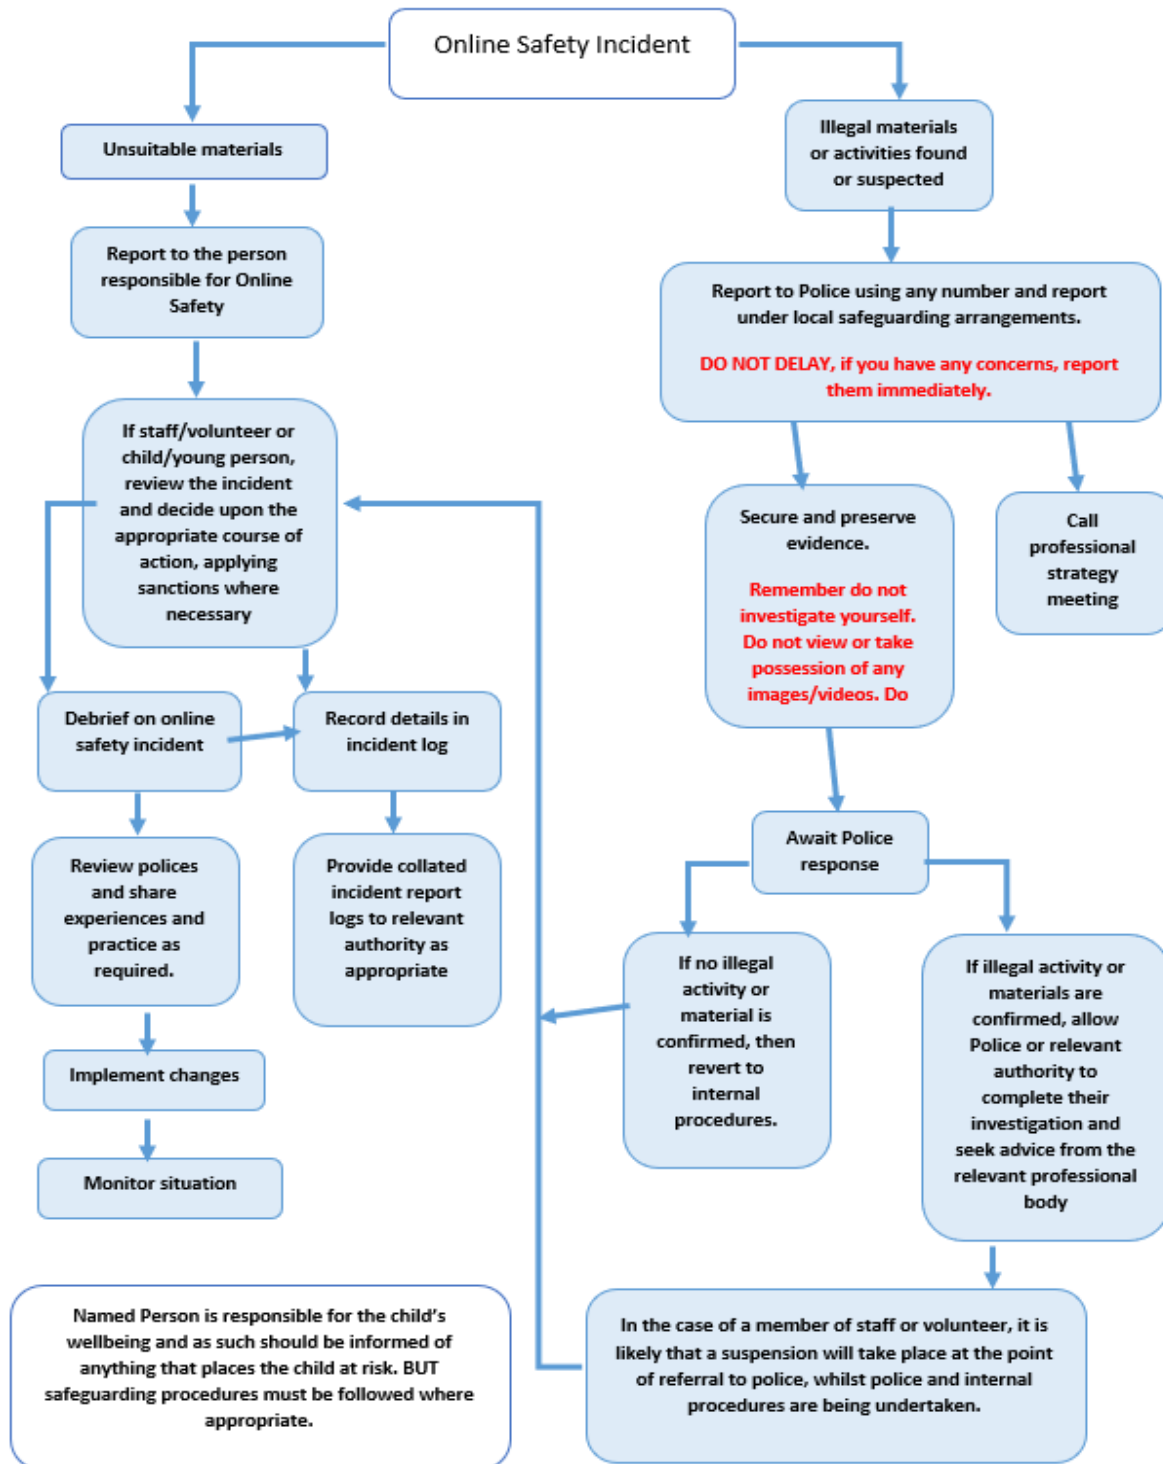 Online Safety Incident
Unsuitable materials
Illegal materials
or activities found
or suspected
Report to the person
responsible for Online
Safety
Report to Police using any number and report
under local safeguarding arrangements.
DO NOT DELAY, if you have any concerns, report
them immediately.
If staff/volunteer or
child/young person,
review the incident
and decide upon the
appropriate course of
action, applying
sanctions where
necessary
Secure and preserve
evidence.
Remember do not
investigate yourself.
Do not view or take
possession of any
images/videos. Do
Call
professional
strategy
meeting
Debrief on online
safety incident
Record details in
incident log
Review polices
and share
experiences and
practice as
required.
Provide collated
incident report
logs to relevant
authority as
appropriate
Await Police
response
If no illegal
activity or
material is
confirmed, then
revert to
internal
procedures.
If illegal activity or
materials are
confirmed, allow
Police or relevant
authority to
complete their
investigation and
seek advice from the
relevant professional
body
Implement changes
Monitor situation
Named Person is responsible for the child’s
wellbeing and as such should be informed of
anything that places the child at risk. BUT
safeguarding procedures must be followed where
appropriate.
In the case of a member of staff or volunteer, it is
likely that a suspension will take place at the point
of referral to police, whilst police and internal
procedures are being undertaken.